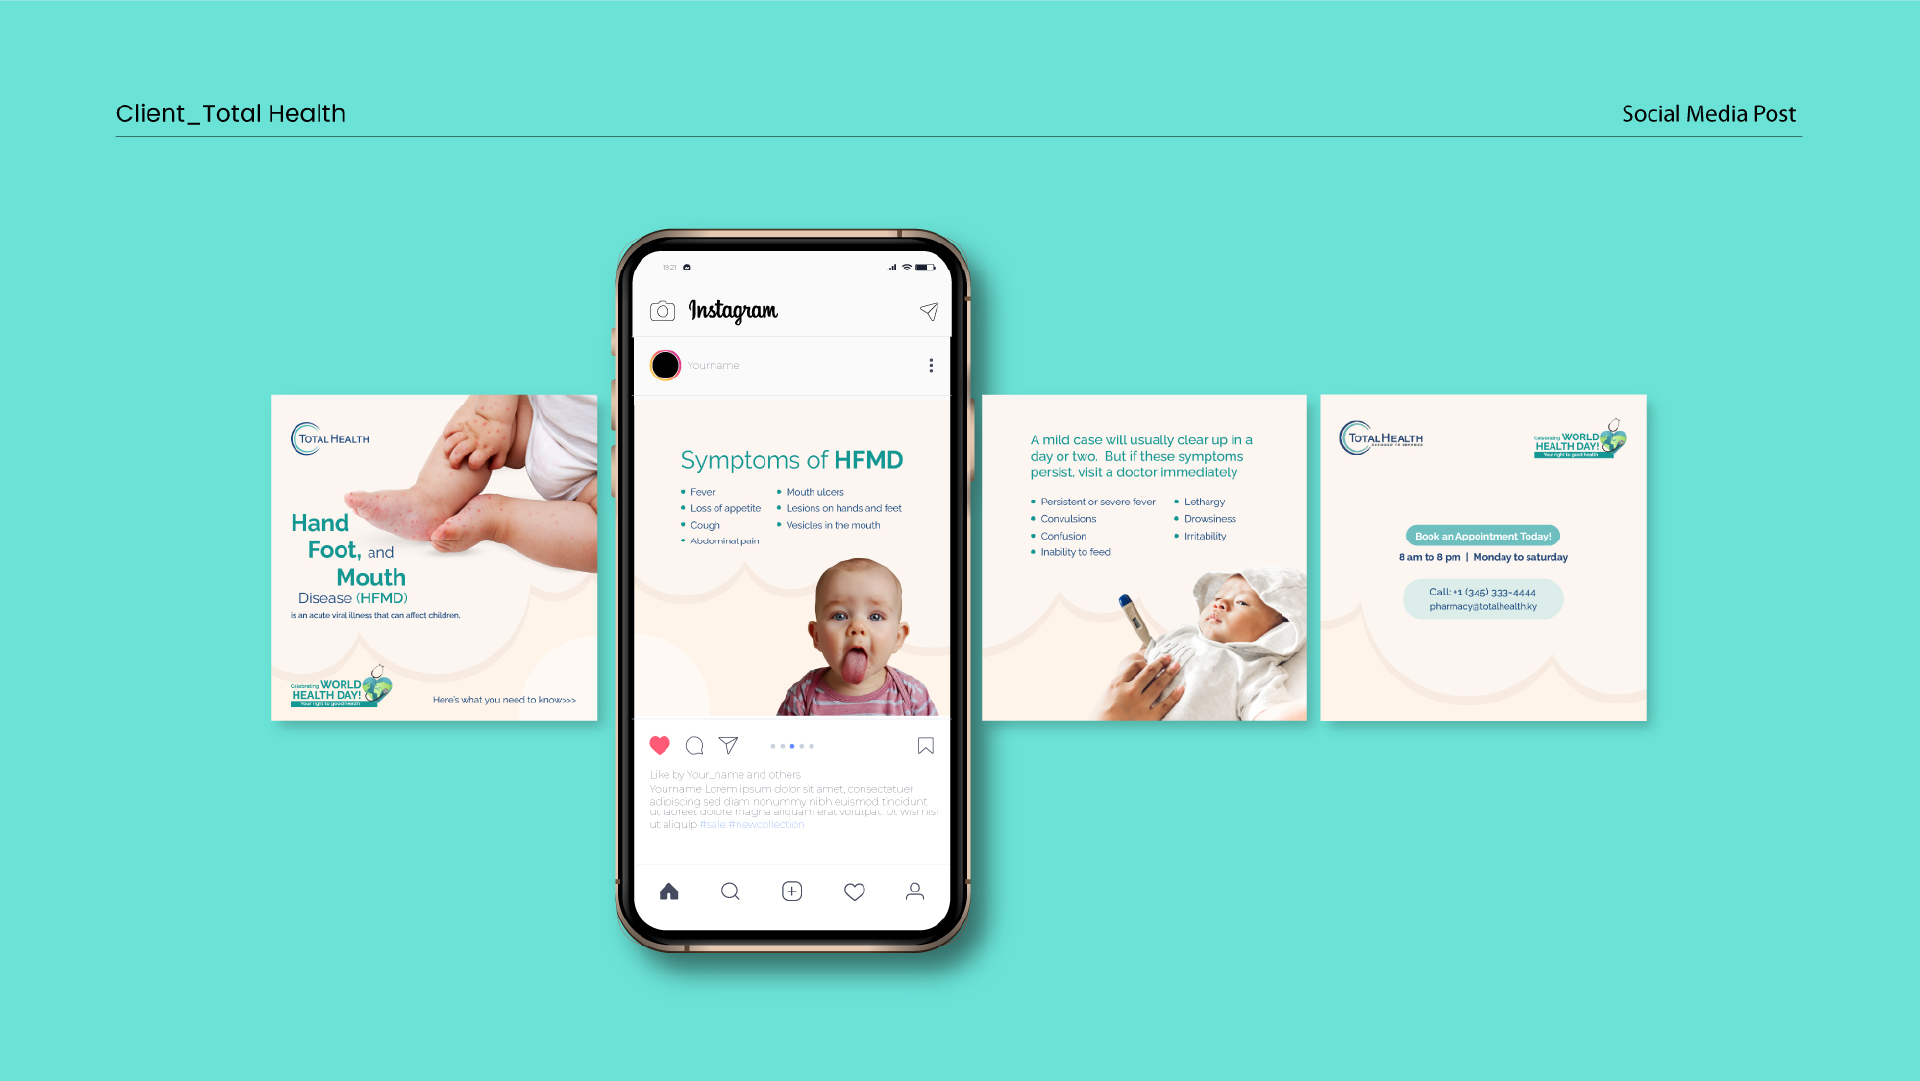 Client_Total Health
Social Media Post
TOTAL HEALTH
Hand
Foot, and
Mouth
Disease (HFMD)
is an acute viral illness that can affect children.
Celebrating WORLD
HEALTH DAY!
Your right to good health
Here's what you need to know>>>
19:21
Instagram
Yourname
Symptoms of HFMD
Fever
Loss of appetite
Cough
Abdominal pain
Mouth ulcers
Lesions on hands and feet
Vesicles in the mouth
Like by Your_name and others
Yourname Lorem ipsum dolor sit amet, consectetuer
adipiscing sed diam nonummy nibh euismod tincidunt
ut laoreet dolore magna aliquam erat volutpat. Ut wisi nisl
ut aliquip #sale #newcollection
A mild case will usually clear up in a
day or two. But if these symptoms
persist, visit a doctor immediately
Persistent or severe fever
Convulsions
Confusion
Inability to feed
Lethargy
Drowsiness
Irritability
TOTAL HEALTH
Celebrating WORLD
HEALTH DAY!
Your right to good health
Book an Appointment Today!
8 am to 8 pm | Monday to saturday
Call: +1 (345) 333-4444
pharmacy@totalhealth.ky